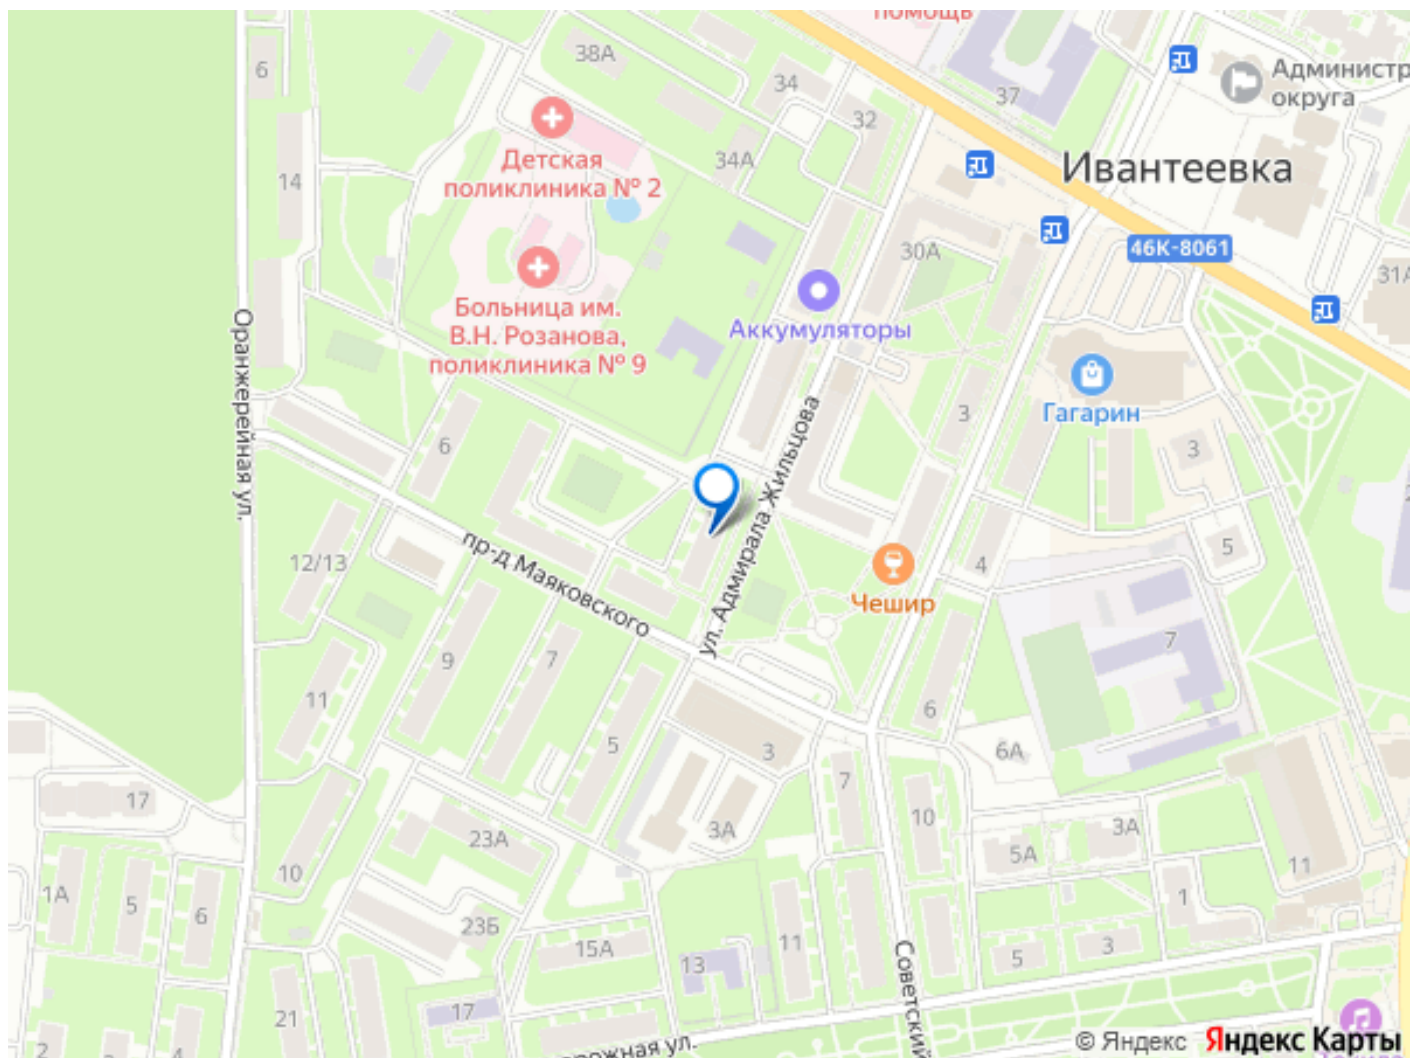 помощь
38А
6
34
37
32
Администр
округа
Детская
поликлиника № 2
34А
14
Ивантеевка
30А
46К-8061
31А
Больница им.
В.Н. Розанова,
поликлиника № 9
Аккумуляторы
Оранжерейная ул.
Гагарин
3
6
3
ул. Адмирала Жильцова
пр-д Маяковского
12/13
4
5
Чешир
9
7
7
11
6
5
3
6А
7
17
10
23А
3А
3А
5А
11
10
1А
5
6
23Б
1
15А
11
13
5
3
Советский
21
17
орожная ул.
© Яндекс Яндекс Карты